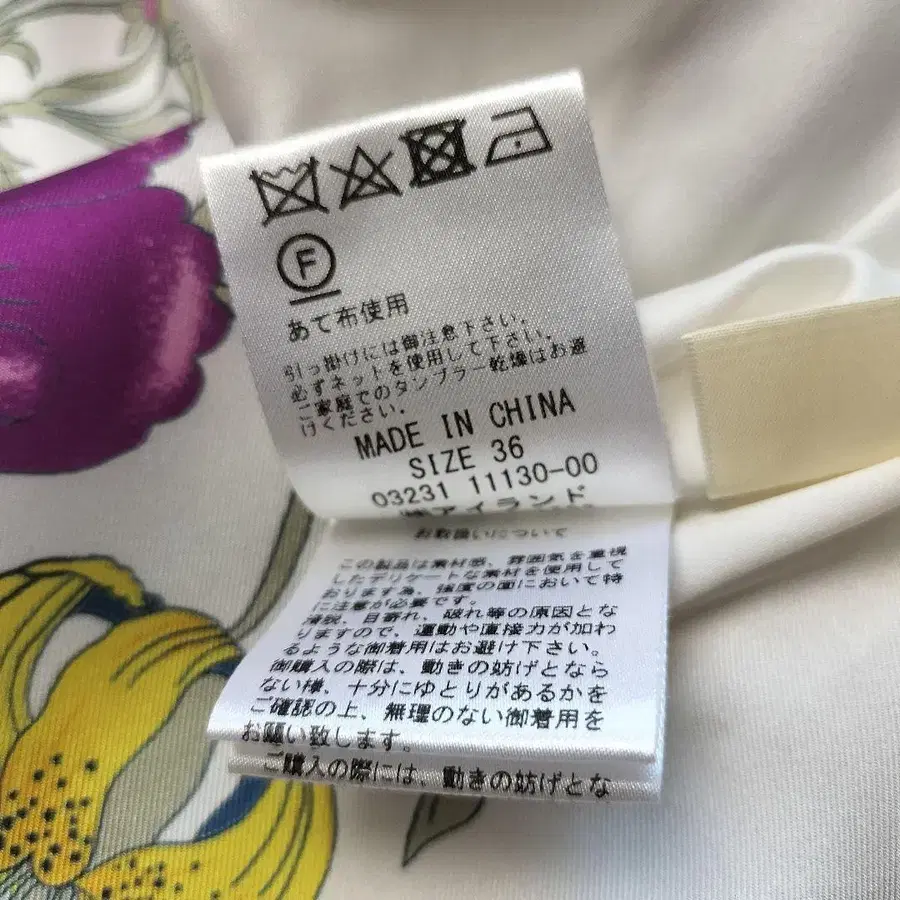 F
あて布使用
引っ掛けには御注意下さい。
必ずネットを使用して下さい。
ご家庭でのタンブラー乾燥はお避
けください。
MADE IN CHINA
SIZE 36
03231 11130-00
㈱アイランド
お取扱いについて
この製品は素材感、雰囲気を重視
したデリケートな素材を使用して
おります為、強度の面において特
に注意が必要です。
滑脱、目寄れ、破れ等の原因とな
りますので、運動や直接力が加わ
るような御着用はお避け下さい。
御購入の際は、動きの妨げとなら
ない様、十分にゆとりがあるかを
ご確認の上、無理のない御着用を
お願い致します。
ご購入の際には、動きの妨げとな